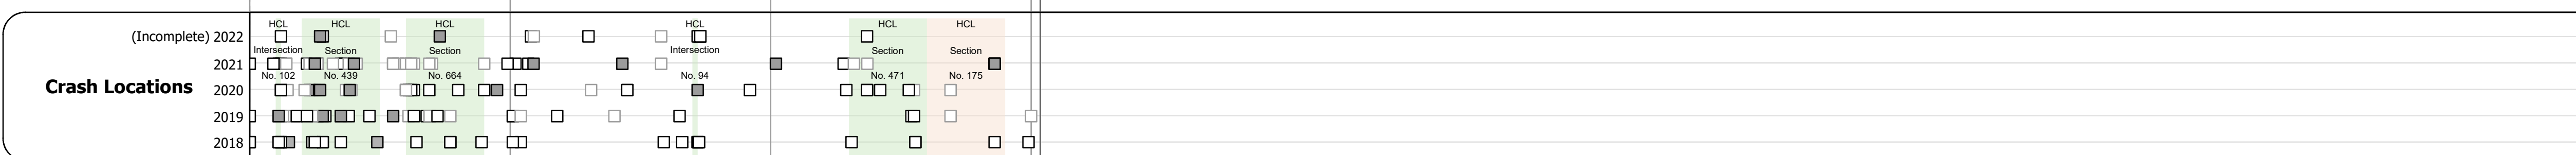 HCL HCL HCL HCL HCL HCL
(Incomplete) 2022
Intersection Section Section Intersection Section Section
2021
No. 102 No. 439 No. 664 No. 94 No. 471 No. 175
Crash Locations
2020
2019
2018